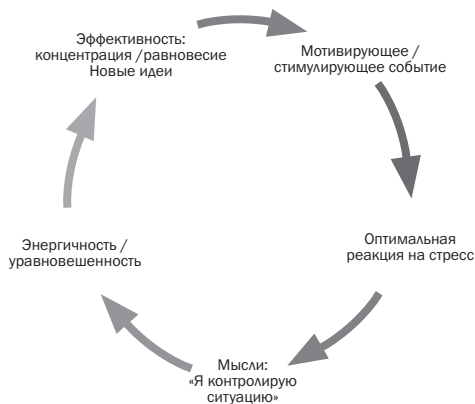 Эффективность:
концентрация /равновесие
Новые идеи
Мотивирующее /
стимулирующее событие
Оптимальная
реакция на стресс
Мысли:
«Я контролирую
ситуацию»
Энергичность /
уравновешенность